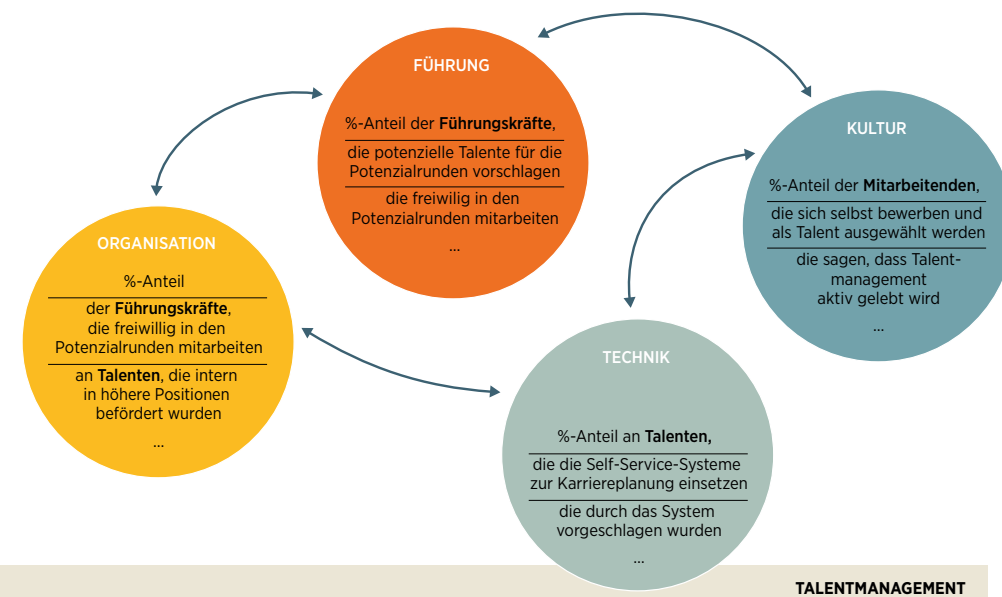 FÜHRUNG
%-Anteil der Führungskräfte,
die potenzielle Talente für die
Potenzialrunden vorschlagen
die freiwilig in den
Potenzialrunden mitarbeiten
...
KULTUR
%-Anteil der Mitarbeitenden,
die sich selbst bewerben und
als Talent ausgewählt werden
die sagen, dass Talent-
management
aktiv gelebt wird
...
ORGANISATION
%-Anteil
der Führungskräfte,
die freiwillig in den
Potenzialrunden mitarbeiten
an Talenten, die intern
in höhere Positionen
befördert wurden
...
TECHNIK
%-Anteil an Talenten,
die die Self-Service-Systeme
zur Karriereplanung einsetzen
die durch das System
vorgeschlagen wurden
...
TALENTMANAGEMENT